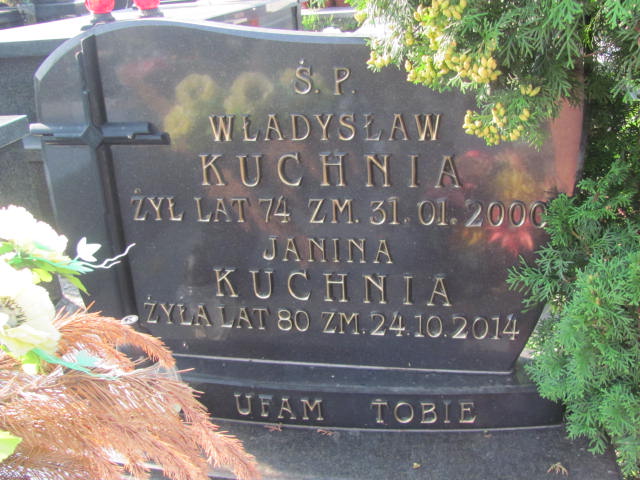 Ś. P.
WŁADYSŁAW
KUCHNIA
ŻYŁ LAT 74 ZM. 31.01.2000
JANINA
KUCHNIA
ŻYŁA LAT 80 ZM. 24.10.2014
UFAM TOBIE